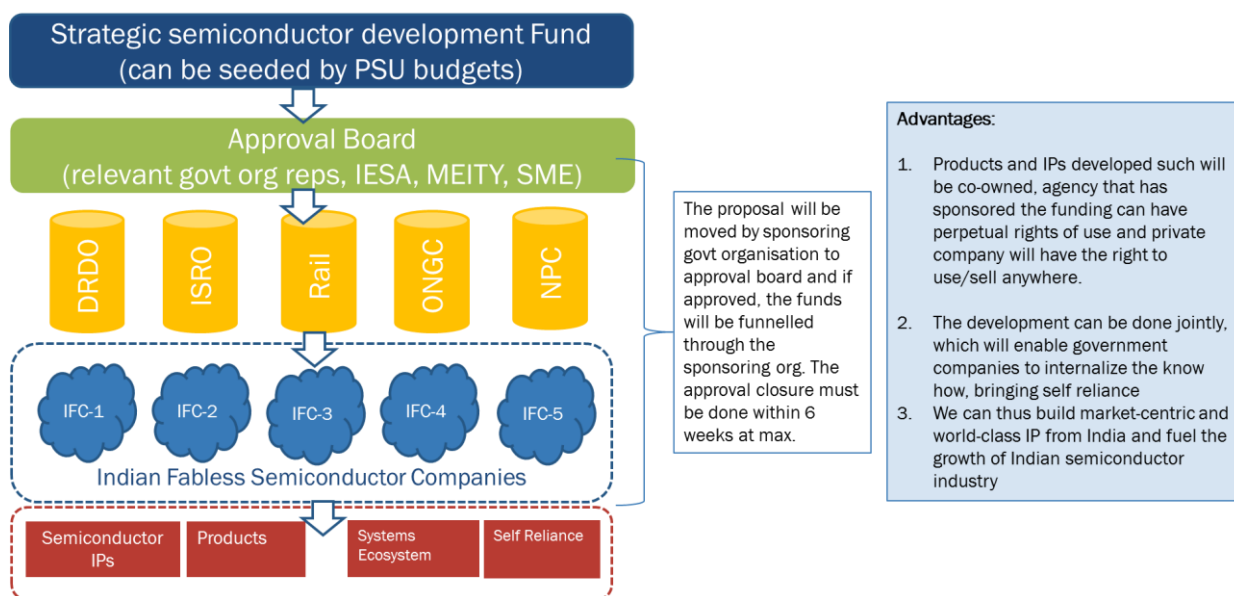 Strategic semiconductor development Fund
(can be seeded by PSU budgets)
Approval Board
(relevant govt org reps, IESA, MEITY, SME)
DRDO
ISRO
Rail
ONGC
NPC
IFC-1
IFC-2
IFC-3
IFC-4
IFC-5
Indian Fabless Semiconductor Companies
Semiconductor
IPs
Products
Systems
Ecosystem
Self Reliance
The proposal will be
moved by sponsoring
govt organisation to
approval board and if
approved, the funds
will be funnelled
through the
sponsoring org. The
approval closure must
be done within 6
weeks at max.
Advantages:
1. Products and IPs developed such will
be co-owned, agency that has
sponsored the funding can have
perpetual rights of use and private
company will have the right to
use/sell anywhere.
2. The development can be done jointly,
which will enable government
companies to internalize the know
how, bringing self reliance
3. We can thus build market-centric and
world-class IP from India and fuel the
growth of Indian semiconductor
industry